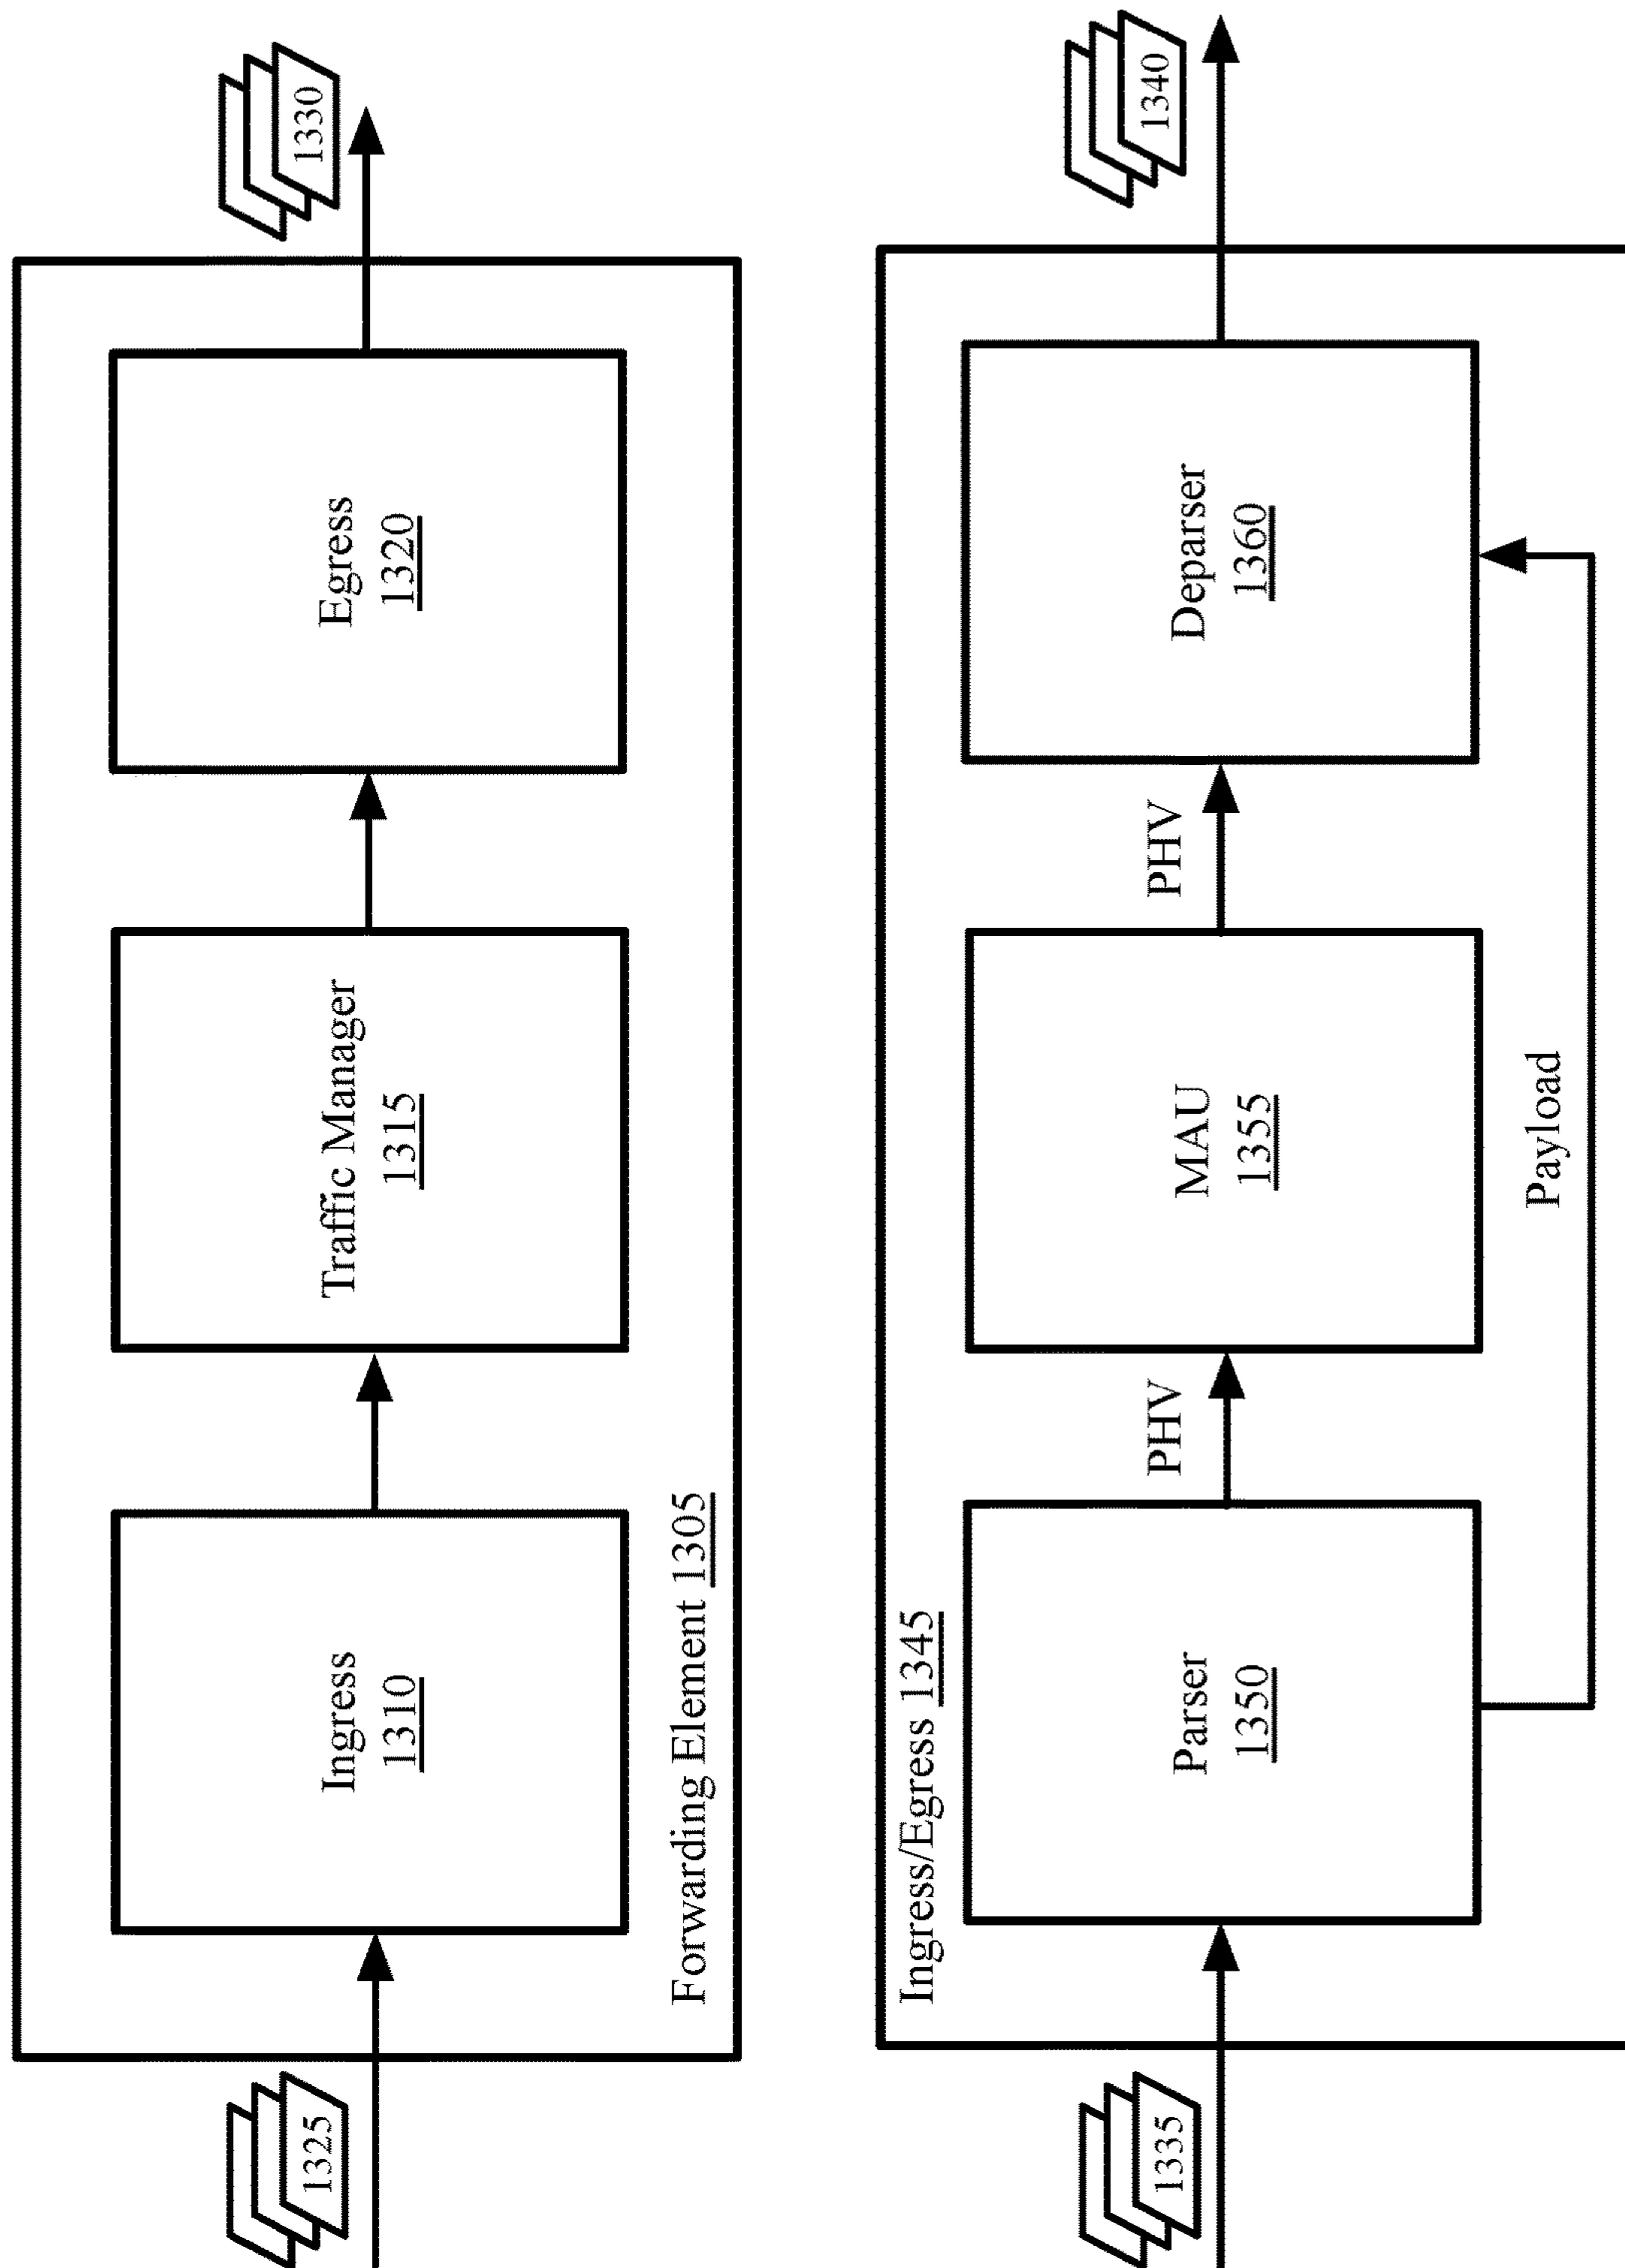 1325
Ingress
1310
Traffic Manager
1315
Egress
1320
1330
Forwarding Element 1305
Ingress/Egress 1345
1335
Parser
1350
PHV
MAU
1355
PHV
Deparser
1360
1340
Payload